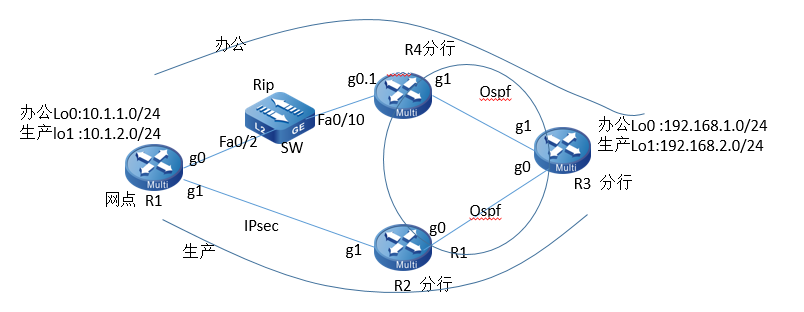 办公
R4分行
Rip
g0.1
g1
Ospf
办公Lo0:10.1.1.0/24
生产lo1 :10.1.2.0/24
L2 GE
Multi
Fa0/10
Fa0/2
SW
g0
g1
办公Lo0 :192.168.1.0/24
生产Lo1:192.168.2.0/24
g0
Multi
R3 分行
Multi
网点 R1
g1
Ospf
IPsec
g0
R1
生产
g1
Multi
R2 分行